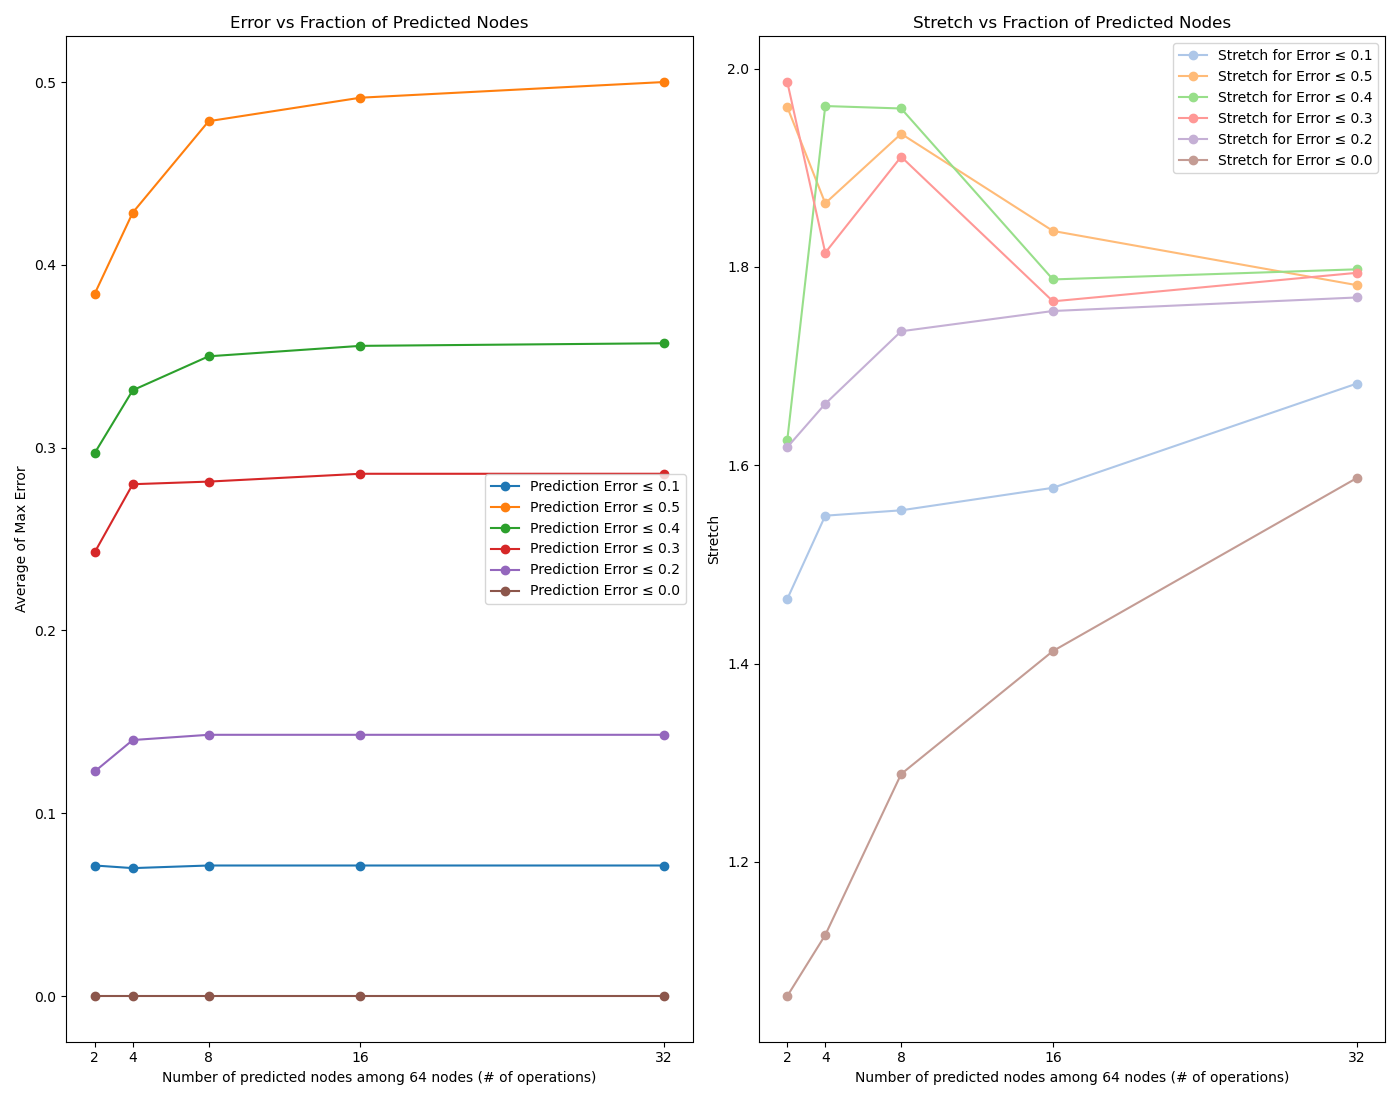 Error vs Fraction of Predicted Nodes
0.5
0.4
0.3
0.2
0.1
0.0
Average of Max Error
Prediction Error ≤ 0.1
Prediction Error ≤ 0.5
Prediction Error ≤ 0.4
Prediction Error ≤ 0.3
Prediction Error ≤ 0.2
Prediction Error ≤ 0.0
2 4 8 16 32
Number of predicted nodes among 64 nodes (# of operations)
Stretch vs Fraction of Predicted Nodes
2.0
1.8
1.6
1.4
1.2
Stretch
Stretch for Error ≤ 0.1
Stretch for Error ≤ 0.5
Stretch for Error ≤ 0.4
Stretch for Error ≤ 0.3
Stretch for Error ≤ 0.2
Stretch for Error ≤ 0.0
2 4 8 16 32
Number of predicted nodes among 64 nodes (# of operations)